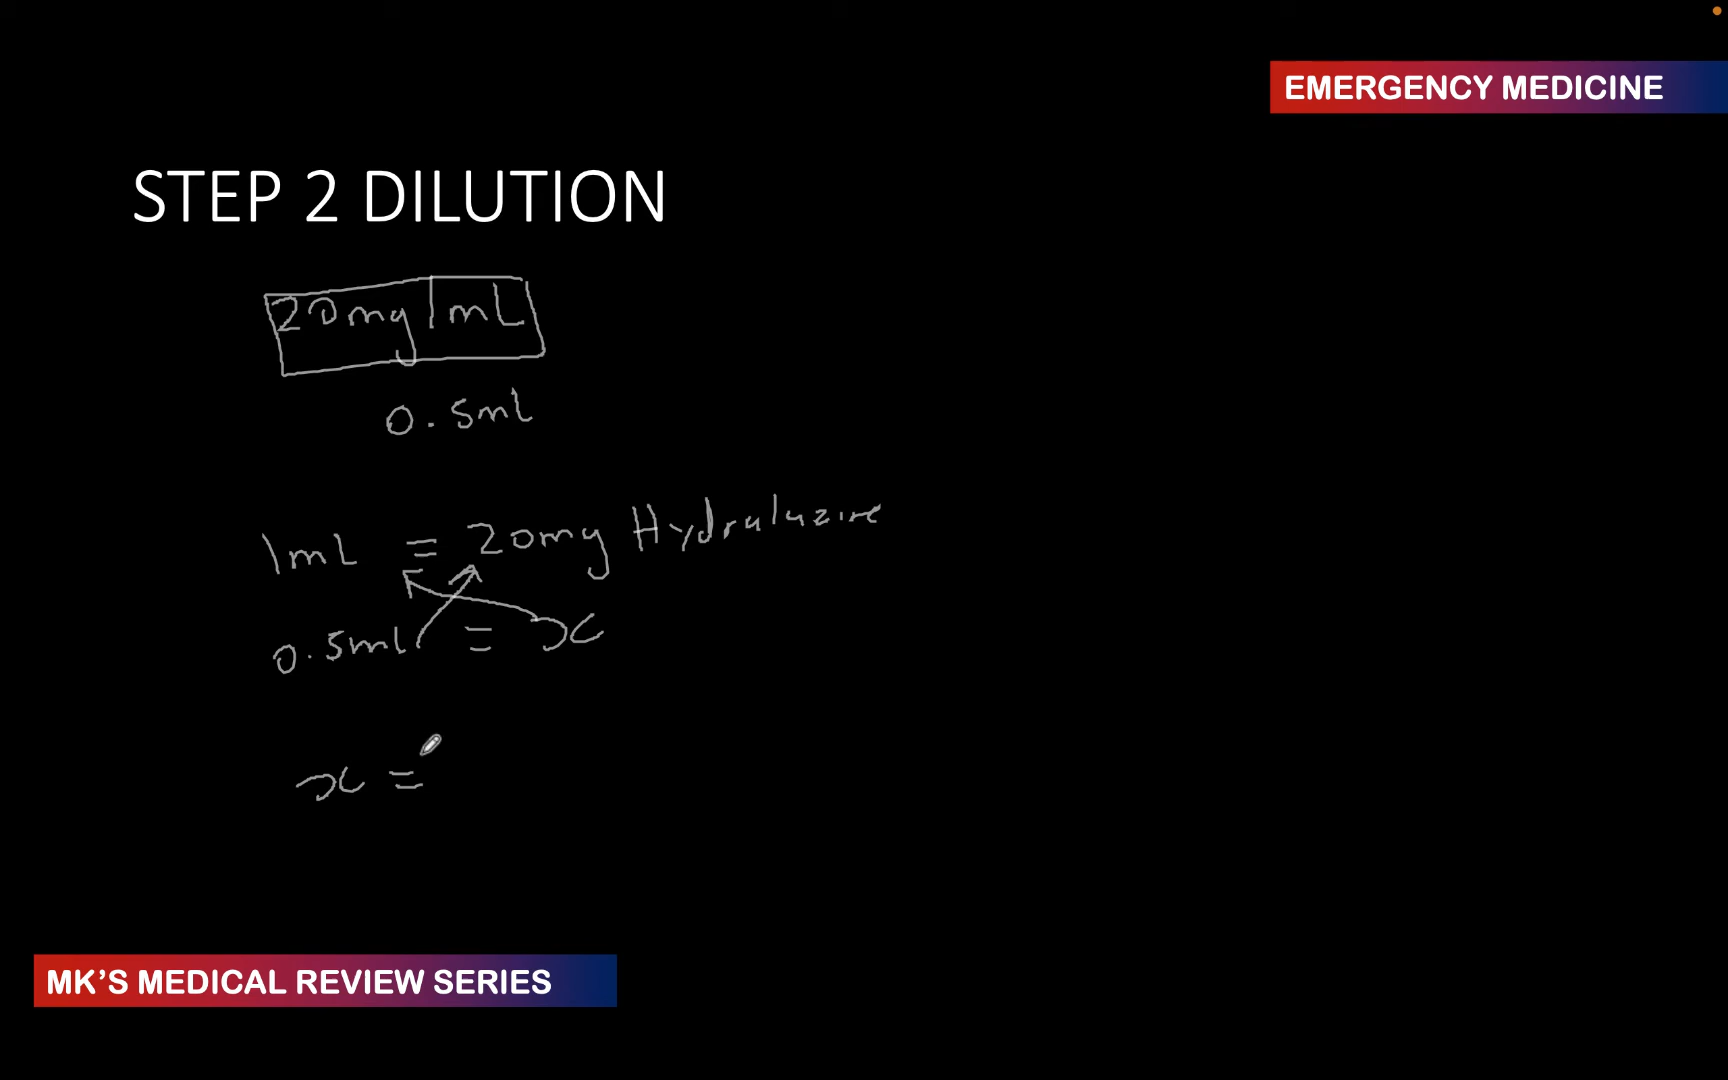 EMERGENCY MEDICINE
STEP 2 DILUTION
20mg/mL
0.5ml
1mL = 20mg Hydralazine
0.5ml = x
x =
MK'S MEDICAL REVIEW SERIES